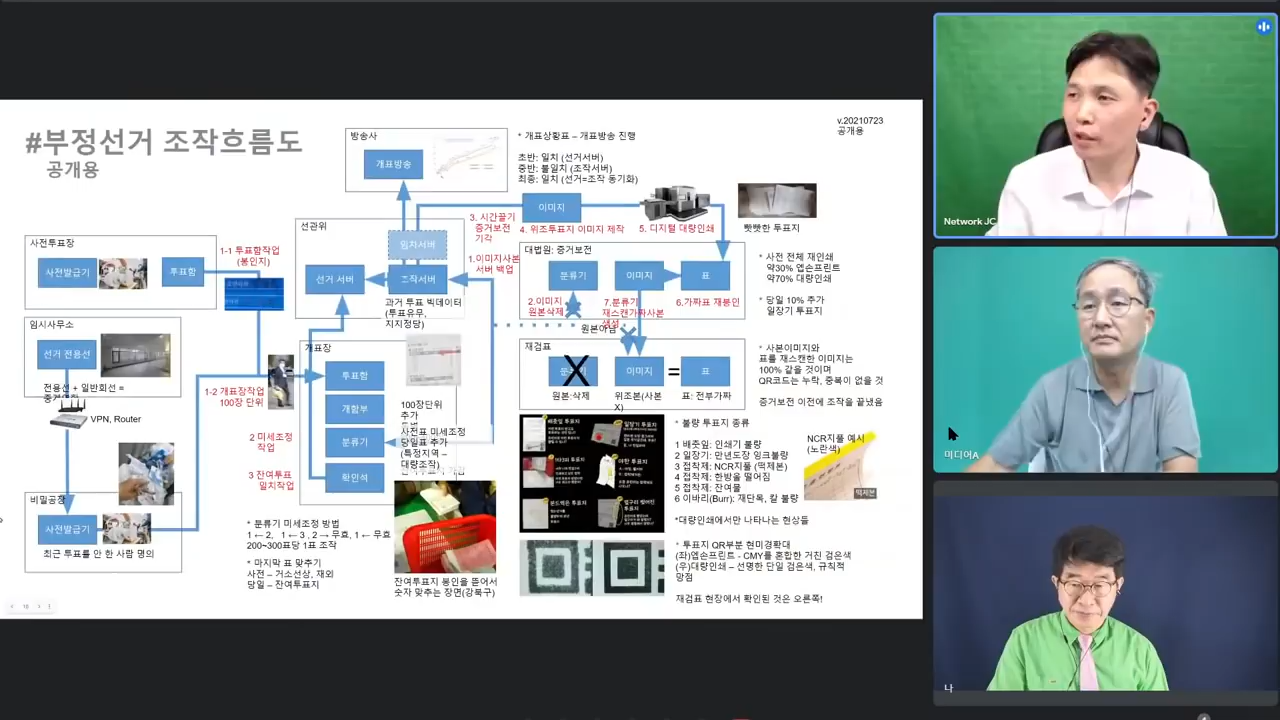 #부정선거 조작흐름도
공개용
v.20210723
공개용
방송사
개표방송
* 개표상황표 – 개표방송 진행
초반: 일치 (선거서버)
중반: 불일치 (조작서버)
최종: 일치 (선거=조작 동기화)
사전투표장
사전발급기
투표함
1-1 투표함작업
(봉인지)
선관위
임차서버
선거 서버
조작서버
과거 투표 빅데이터
(투표유무,
지지정당)
3. 시간끌기
증거보전
기각
1.이미지사본
서버 백업
이미지
4. 위조투표지 이미지 제작
5. 디지털 대량인쇄
빳빳한 투표지
대법원: 증거보전
분류기
이미지
표
2.이미지
원본삭제
7.분류기
재스캔가짜사본
생성
6.가짜표 재봉인
원본아님
* 사전 전체 재인쇄
약30% 엡손프린트
약70% 대량인쇄
* 당일 10% 추가
일장기 투표지
임시사무소
선거 전용선
전용선 + 일반회선 =
VPN, Router
1-2 개표장작업
100장 단위
2 미세조정
작업
3 잔여투표
일치작업
개표장
투표함
개함부
분류기
확인석
100장단위
추가
사전표 미세조정
당일표 추가
(특정지역 –
대량조작)
재검표
분류기
이미지
=
표
원본:삭제
위조본(사본
X)
표: 전부가짜
* 사본이미지와
표를 재스캔한 이미지는
100% 같을 것이며
QR코드는 누락, 중복이 없을 것
증거보전 이전에 조작을 끝냈음
비밀공장
사전발급기
최근 투표를 안 한 사람 명의
* 분류기 미세조정 방법
1 ← 2, 1 ← 3 , 2 → 무효, 1 ← 무효
200~300표당 1표 조작
* 마지막 표 맞추기
사전 – 거소선상, 재외
당일 – 잔여투표지
잔여투표지 봉인을 뜯어서
숫자 맞추는 장면(강북구)
배춧잎 투표지
일장기 투표지
* 불량 투표지 종류
1 배춧잎: 인쇄기 불량
2 일장기: 만년도장 잉크불량
3 접착제: NCR지풀 (떡제본)
4 접착제: 한방울 떨어짐
5 접착제: 잔여물
6 이바리(Burr): 재단독, 칼 불량
*대량인쇄에서만 나타나는 현상들
NCR지풀 예시
(노란색)
떡제본
* 투표지 QR부분 현미경확대
(좌)엡손프린트 - CMY를 혼합한 거친 검은색
(우)대량인쇄 – 선명한 단일 검은색, 규칙적
망점
재검표 현장에서 확인된 것은 오른쪽!
Network JC
미디어A
나